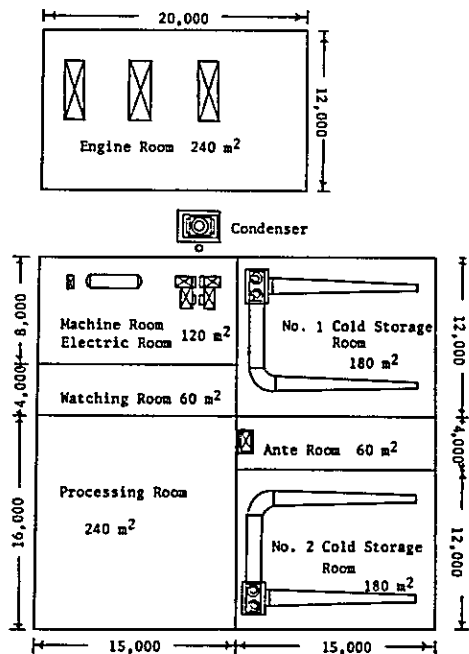 20,000
12,000
Engine Room 240 m²
Condenser
8,000
Machine Room
Electric Room 120 m²
No. 1 Cold Storage
Room
180 m²
12,000
4,000
Watching Room 60 m²
Ante Room 60 m²
4,000
16,000
Processing Room
240 m²
No. 2 Cold Storage
Room
180 m²
12,000
15,000
15,000